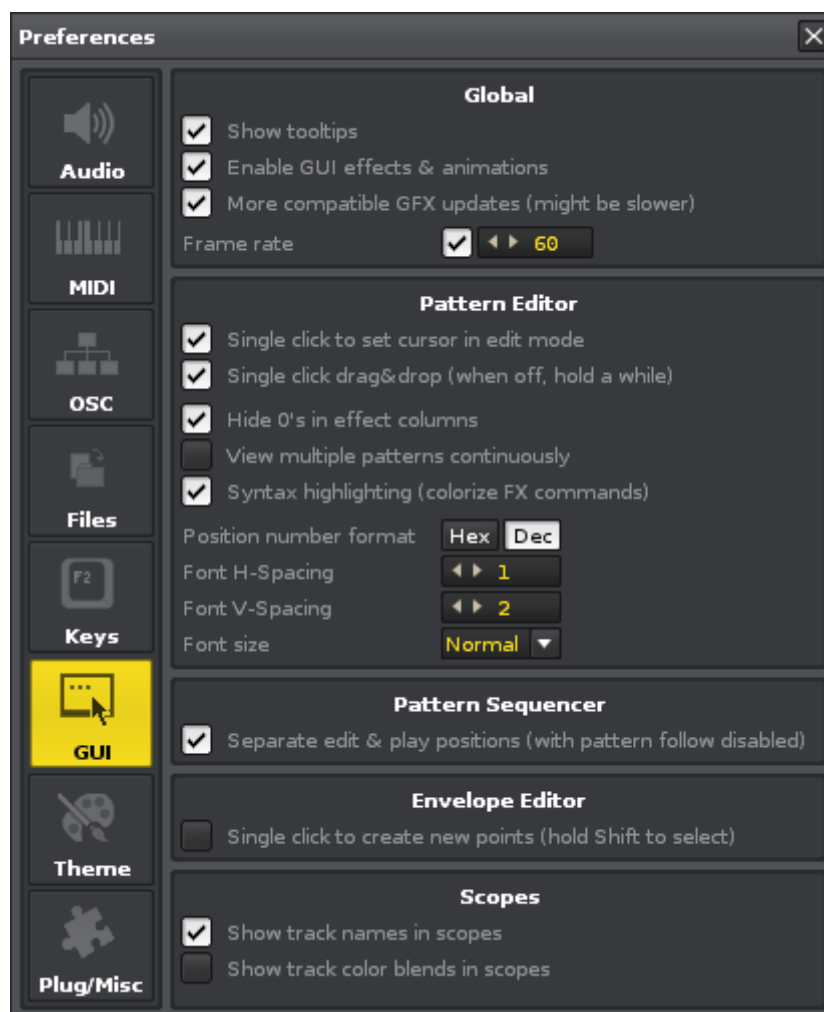 Preferences
Audio
MIDI
OSC
Files
F2
Keys
GUI
Theme
Plug/Misc
Global
Show tooltips
Enable GUI effects & animations
More compatible GFX updates (might be slower)
Frame rate 60
Pattern Editor
Single click to set cursor in edit mode
Single click drag&drop (when off, hold a while)
Hide 0's in effect columns
View multiple patterns continuously
Syntax highlighting (colorize FX commands)
Position number format Hex Dec
Font H-Spacing 1
Font V-Spacing 2
Font size Normal
Pattern Sequencer
Separate edit & play positions (with pattern follow disabled)
Envelope Editor
Single click to create new points (hold Shift to select)
Scopes
Show track names in scopes
Show track color blends in scopes